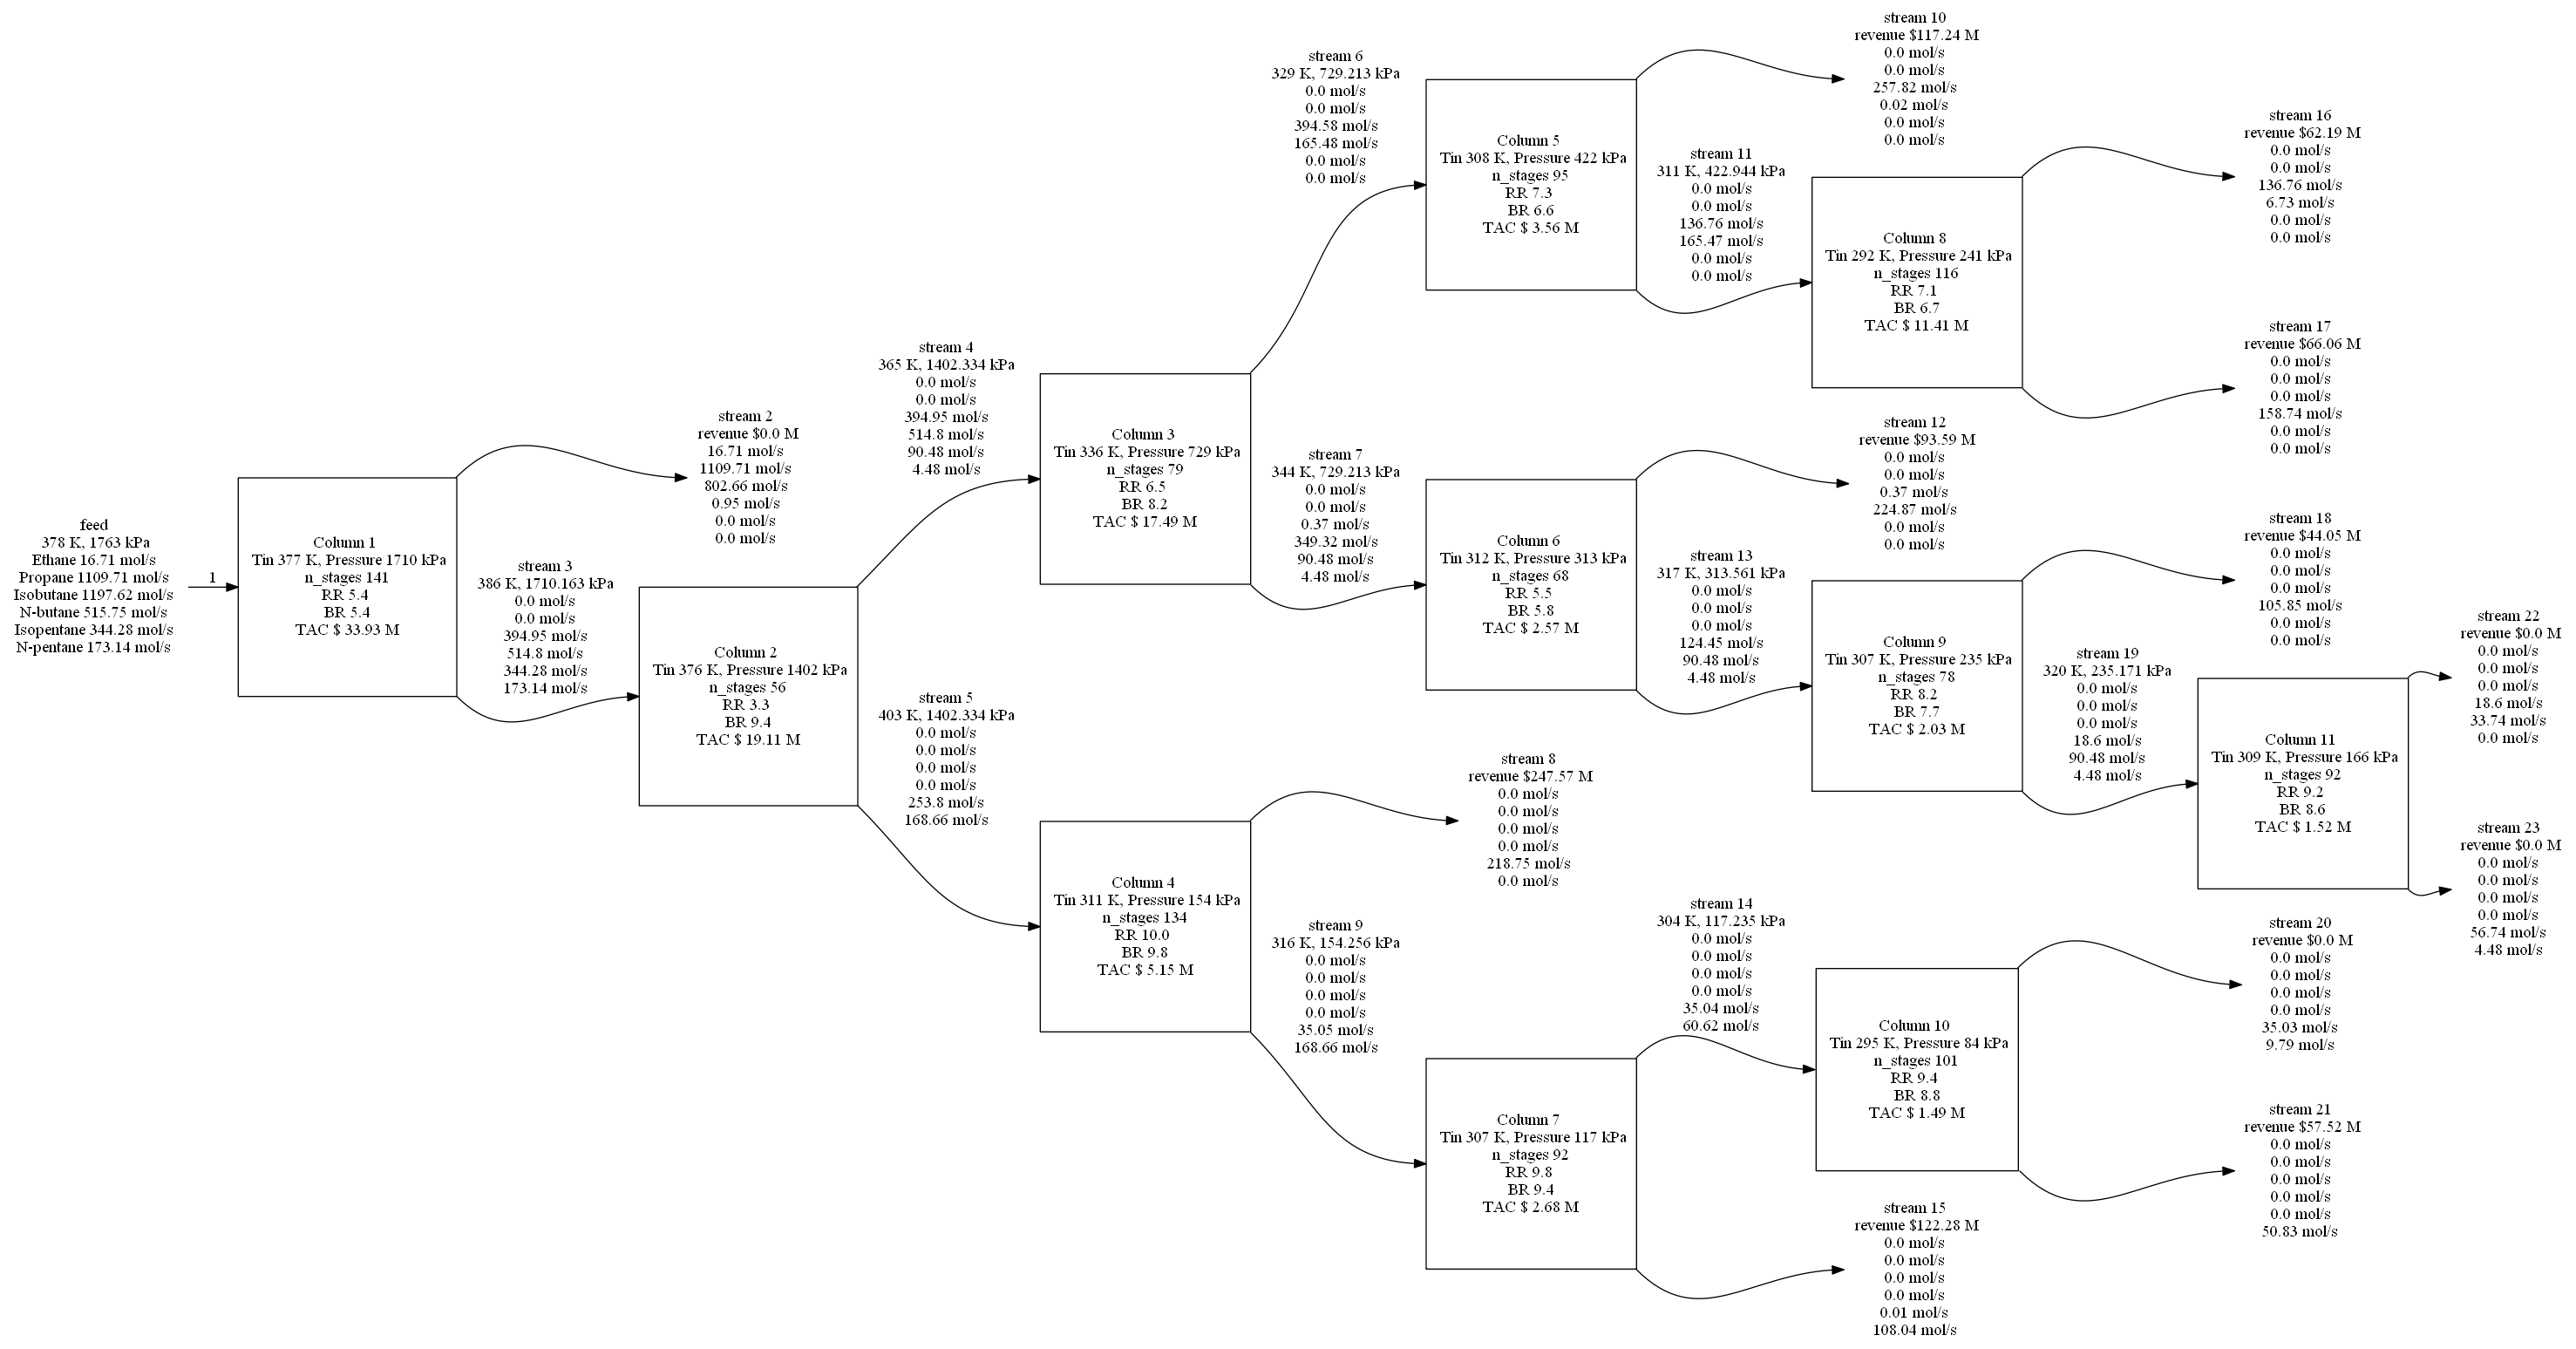 feed
378 K, 1763 kPa
Ethane 16.71 mol/s
Propane 1109.71 mol/s
Isobutane 1197.62 mol/s
N-butane 515.75 mol/s
Isopentane 344.28 mol/s
N-pentane 173.14 mol/s
1
Column 1
Tin 377 K, Pressure 1710 kPa
n_stages 141
RR 5.4
BR 5.4
TAC $ 33.93 M
stream 2
revenue $0.0 M
16.71 mol/s
1109.71 mol/s
802.66 mol/s
0.95 mol/s
0.0 mol/s
0.0 mol/s
stream 3
386 K, 1710.163 kPa
0.0 mol/s
0.0 mol/s
394.95 mol/s
514.8 mol/s
344.28 mol/s
173.14 mol/s
Column 2
Tin 376 K, Pressure 1402 kPa
n_stages 56
RR 3.3
BR 9.4
TAC $ 19.11 M
stream 4
365 K, 1402.334 kPa
0.0 mol/s
0.0 mol/s
394.95 mol/s
514.8 mol/s
90.48 mol/s
4.48 mol/s
stream 5
403 K, 1402.334 kPa
0.0 mol/s
0.0 mol/s
0.0 mol/s
0.0 mol/s
253.8 mol/s
168.66 mol/s
Column 3
Tin 336 K, Pressure 729 kPa
n_stages 79
RR 6.5
BR 8.2
TAC $ 17.49 M
Column 4
Tin 311 K, Pressure 154 kPa
n_stages 134
RR 10.0
BR 9.8
TAC $ 5.15 M
stream 6
329 K, 729.213 kPa
0.0 mol/s
0.0 mol/s
394.58 mol/s
165.48 mol/s
0.0 mol/s
0.0 mol/s
stream 7
344 K, 729.213 kPa
0.0 mol/s
0.0 mol/s
0.37 mol/s
349.32 mol/s
90.48 mol/s
4.48 mol/s
stream 8
revenue $247.57 M
0.0 mol/s
0.0 mol/s
0.0 mol/s
0.0 mol/s
218.75 mol/s
0.0 mol/s
stream 9
316 K, 154.256 kPa
0.0 mol/s
0.0 mol/s
0.0 mol/s
0.0 mol/s
35.05 mol/s
168.66 mol/s
Column 5
Tin 308 K, Pressure 422 kPa
n_stages 95
RR 7.3
BR 6.6
TAC $ 3.56 M
Column 6
Tin 312 K, Pressure 313 kPa
n_stages 68
RR 5.5
BR 5.8
TAC $ 2.57 M
Column 7
Tin 307 K, Pressure 117 kPa
n_stages 92
RR 9.8
BR 9.4
TAC $ 2.68 M
stream 10
revenue $117.24 M
0.0 mol/s
0.0 mol/s
257.82 mol/s
0.02 mol/s
0.0 mol/s
0.0 mol/s
stream 11
311 K, 422.944 kPa
0.0 mol/s
0.0 mol/s
136.76 mol/s
165.47 mol/s
0.0 mol/s
0.0 mol/s
stream 12
revenue $93.59 M
0.0 mol/s
0.0 mol/s
0.37 mol/s
224.87 mol/s
0.0 mol/s
0.0 mol/s
stream 13
317 K, 313.561 kPa
0.0 mol/s
0.0 mol/s
0.0 mol/s
124.45 mol/s
90.48 mol/s
4.48 mol/s
stream 14
304 K, 117.235 kPa
0.0 mol/s
0.0 mol/s
0.0 mol/s
0.0 mol/s
35.04 mol/s
60.62 mol/s
stream 15
revenue $122.28 M
0.0 mol/s
0.0 mol/s
0.0 mol/s
0.0 mol/s
0.01 mol/s
108.04 mol/s
Column 8
Tin 292 K, Pressure 241 kPa
n_stages 116
RR 7.1
BR 6.7
TAC $ 11.41 M
Column 9
Tin 307 K, Pressure 235 kPa
n_stages 78
RR 8.2
BR 7.7
TAC $ 2.03 M
Column 10
Tin 295 K, Pressure 84 kPa
n_stages 101
RR 9.4
BR 8.8
TAC $ 1.49 M
stream 16
revenue $62.19 M
0.0 mol/s
0.0 mol/s
136.76 mol/s
6.73 mol/s
0.0 mol/s
0.0 mol/s
stream 17
revenue $66.06 M
0.0 mol/s
0.0 mol/s
0.0 mol/s
158.74 mol/s
0.0 mol/s
0.0 mol/s
stream 18
revenue $44.05 M
0.0 mol/s
0.0 mol/s
0.0 mol/s
105.85 mol/s
0.0 mol/s
0.0 mol/s
stream 19
320 K, 235.171 kPa
0.0 mol/s
0.0 mol/s
0.0 mol/s
18.6 mol/s
90.48 mol/s
4.48 mol/s
stream 20
revenue $0.0 M
0.0 mol/s
0.0 mol/s
0.0 mol/s
0.0 mol/s
35.03 mol/s
9.79 mol/s
stream 21
revenue $57.52 M
0.0 mol/s
0.0 mol/s
0.0 mol/s
0.0 mol/s
0.0 mol/s
50.83 mol/s
Column 11
Tin 309 K, Pressure 166 kPa
n_stages 92
RR 9.2
BR 8.6
TAC $ 1.52 M
stream 22
revenue $0.0 M
0.0 mol/s
0.0 mol/s
0.0 mol/s
18.6 mol/s
33.74 mol/s
0.0 mol/s
stream 23
revenue $0.0 M
0.0 mol/s
0.0 mol/s
0.0 mol/s
0.0 mol/s
56.74 mol/s
4.48 mol/s